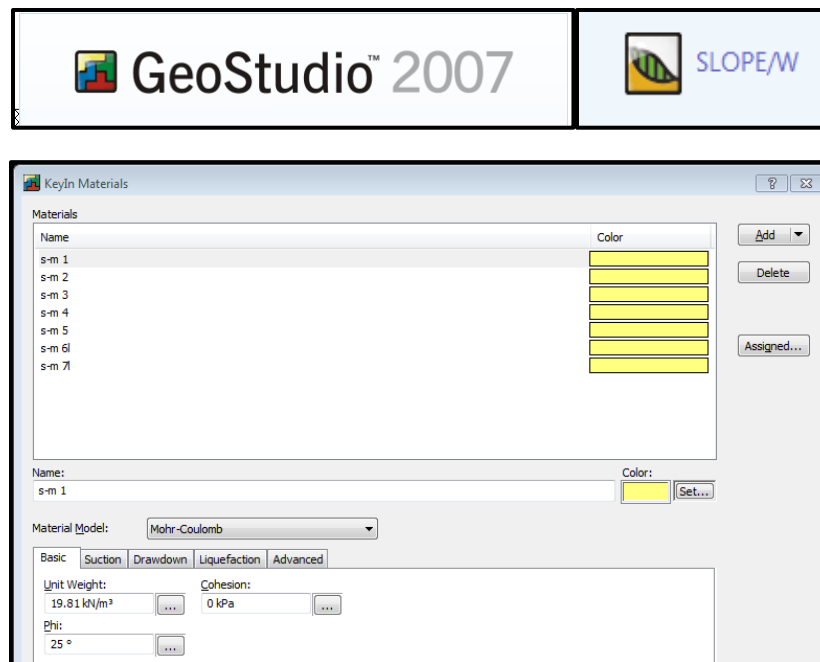 GeoStudio™ 2007
SLOPE/W
KeyIn Materials
Materials
Name Color
s-m 1
s-m 2
s-m 3
s-m 4
s-m 5
s-m 6l
s-m 7l
Add
Delete
Assigned...
Name: Color:
s-m 1 Set...
Material Model: Mohr-Coulomb
Basic Suction Drawdown Liquefaction Advanced
Unit Weight: Cohesion:
19.81 kN/m³ ... 0 kPa ...
Phi:
25 ° ...